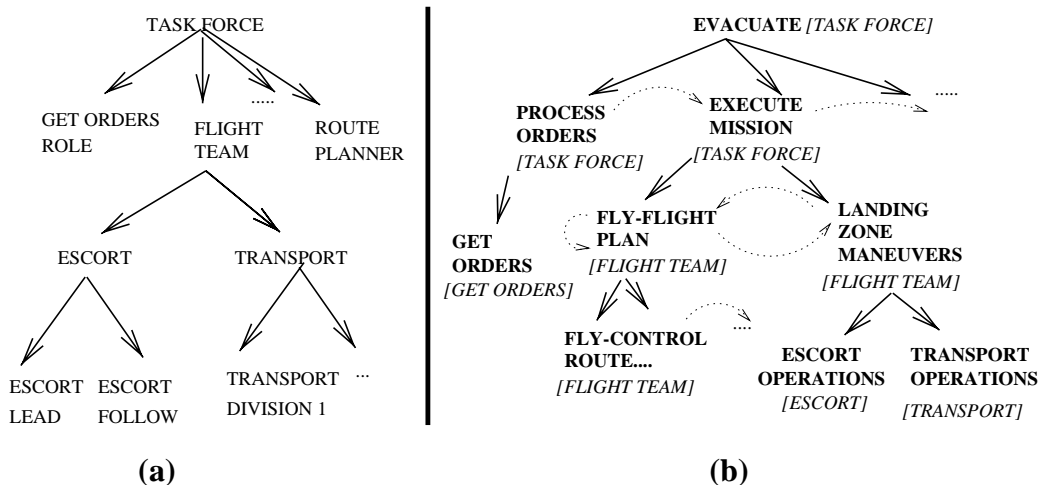 TASK FORCE
GET ORDERS
ROLE
FLIGHT
TEAM
.....
ROUTE
PLANNER
ESCORT
TRANSPORT
ESCORT
LEAD
ESCORT
FOLLOW
TRANSPORT
DIVISION 1
...
(a)
EVACUATE [TASK FORCE]
PROCESS
ORDERS
[TASK FORCE]
EXECUTE
MISSION
[TASK FORCE]
.....
GET
ORDERS
[GET ORDERS]
FLY-FLIGHT
PLAN
[FLIGHT TEAM]
LANDING
ZONE
MANEUVERS
[FLIGHT TEAM]
FLY-CONTROL
ROUTE....
[FLIGHT TEAM]
....
ESCORT
OPERATIONS
[ESCORT]
TRANSPORT
OPERATIONS
[TRANSPORT]
(b)